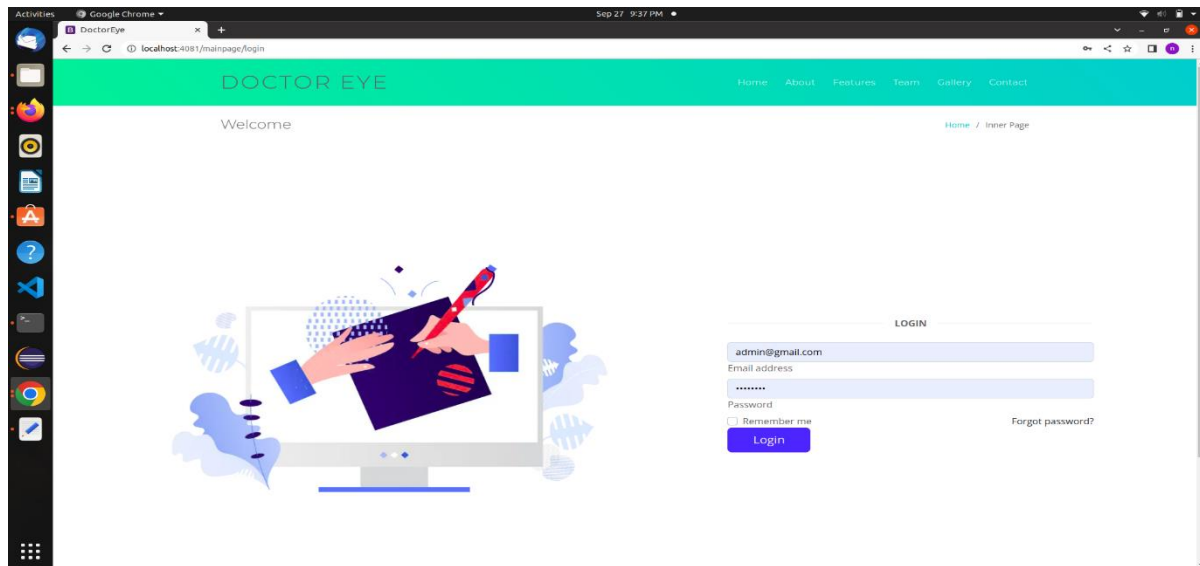 Activities Google Chrome Sep 27 9:37 PM
DoctorEye
localhost:4081/mainpage/login
DOCTOR EYE Home About Features Team Gallery Contact
Welcome Home / Inner Page
LOGIN
admin@gmail.com
Email address
••••••••
Password
Remember me Forgot password?
Login